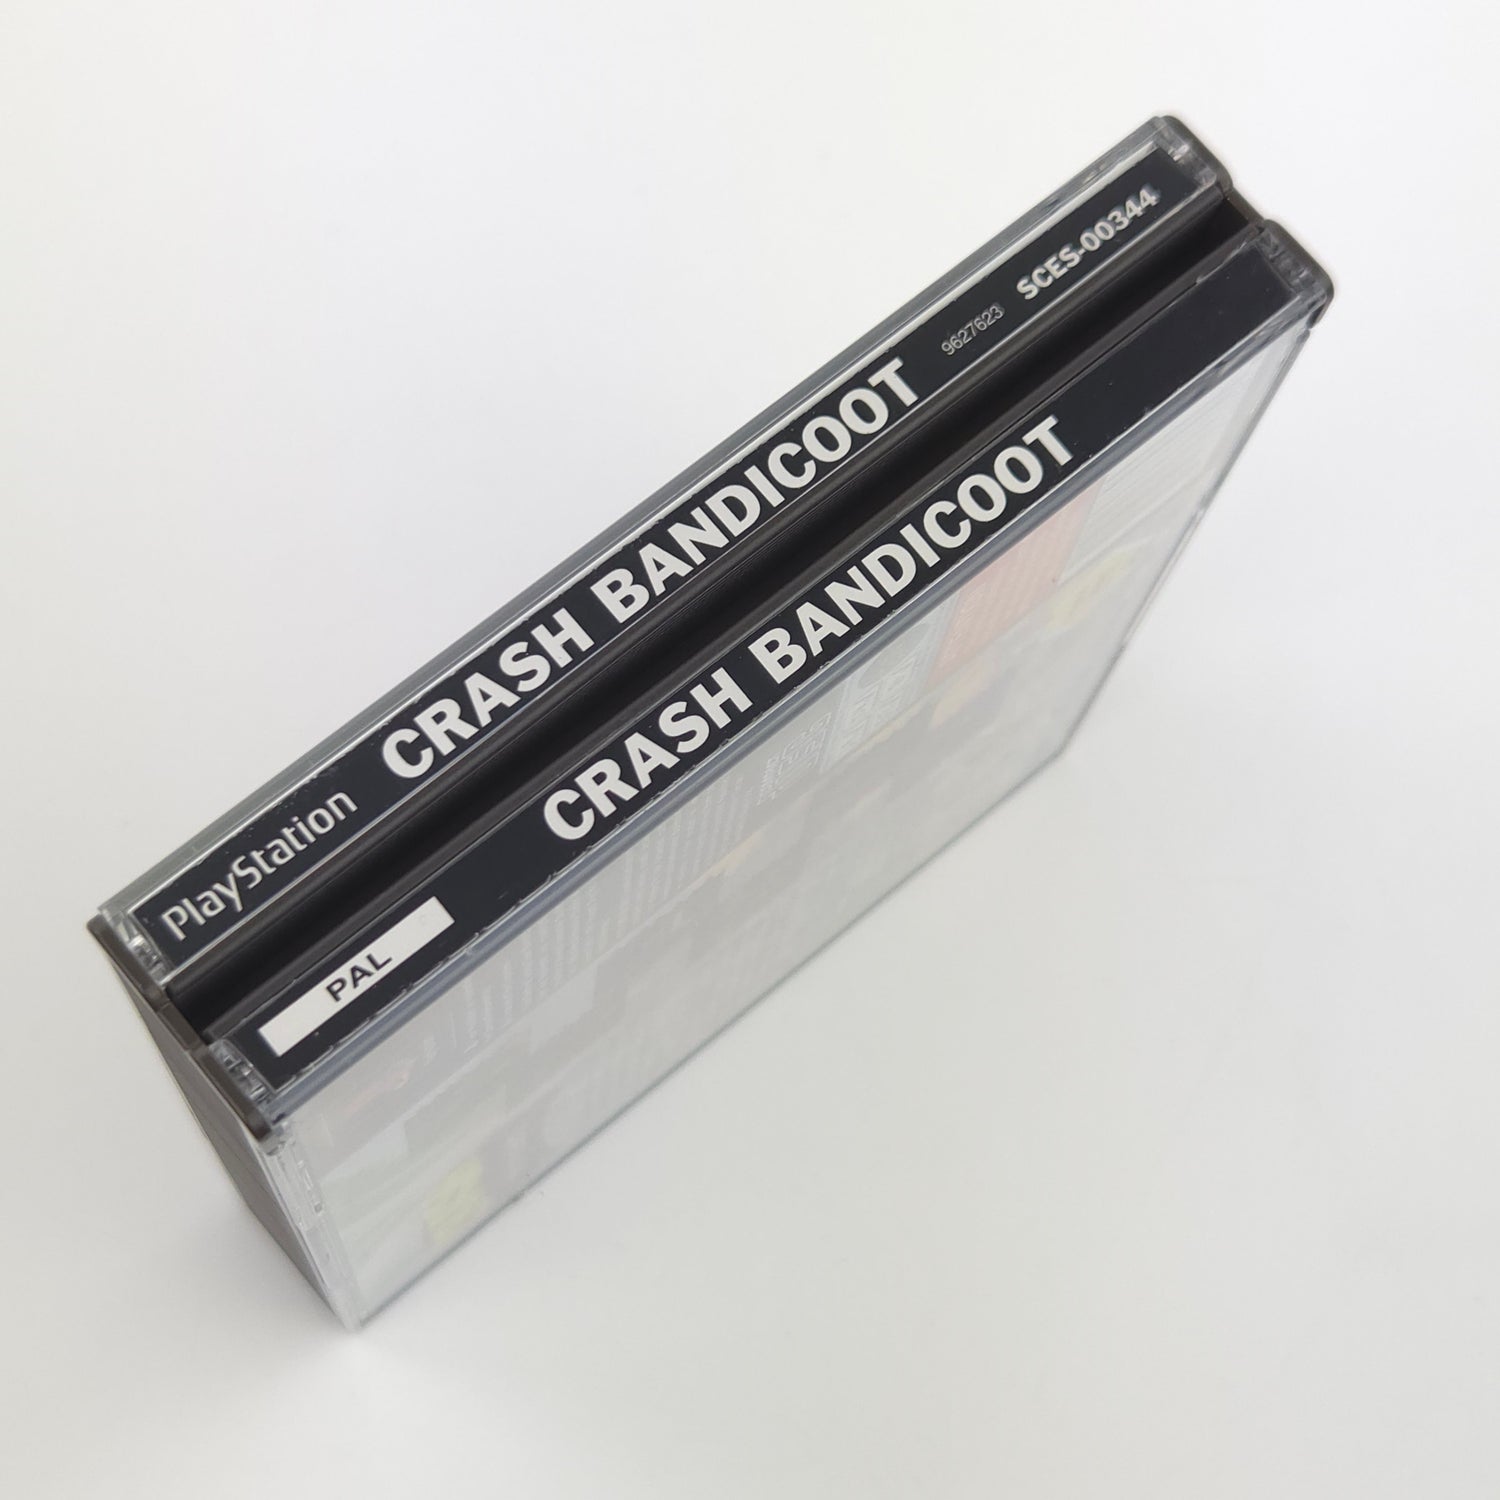 PlayStation CRASH BANDICOOT 9627623 SCES-00344
PAL CRASH BANDICOOT